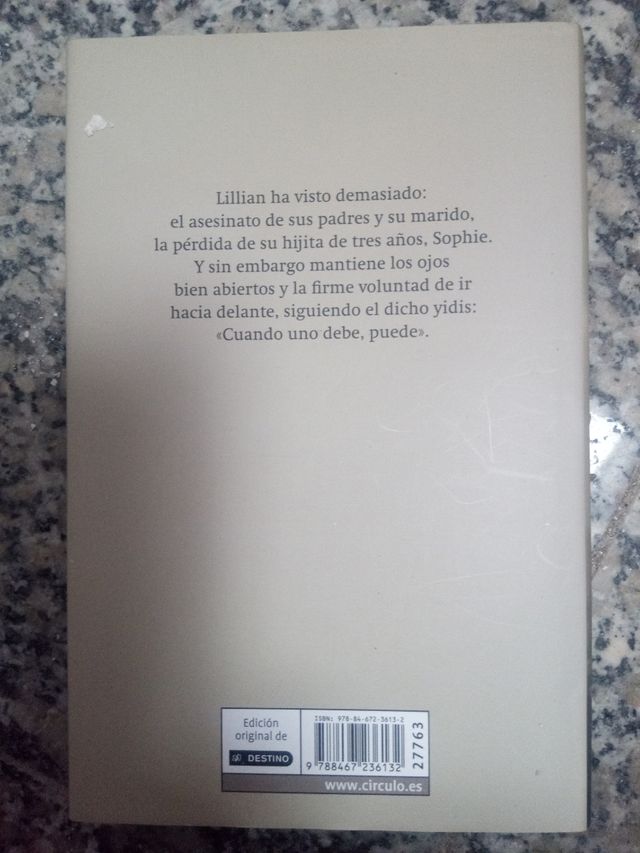 Lillian ha visto demasiado:
el asesinato de sus padres y su marido,
la pérdida de su hijita de tres años, Sophie.
Y sin embargo mantiene los ojos
bien abiertos y la firme voluntad de ir
hacia delante, siguiendo el dicho yidis:
«Cuando uno debe, puede».
Edición
original de
DESTINO
ISBN: 978-84-672-3613-2
9 788467 236132
27763
www.circulo.es